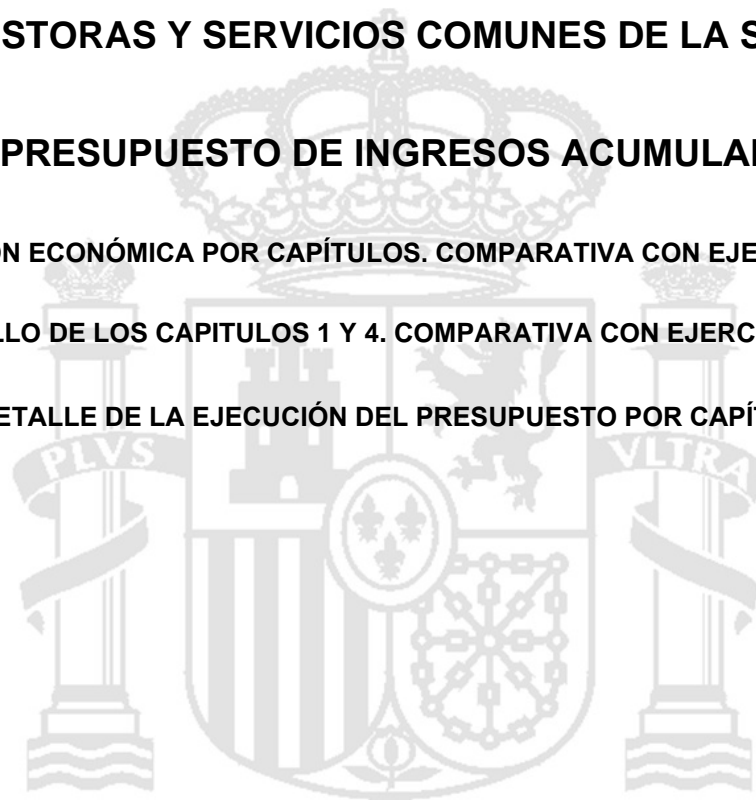 STORAS Y SERVICIOS COMUNES DE LA S
PRESUPUESTO DE INGRESOS ACUMULA
ÓN ECONÓMICA POR CAPÍTULOS. COMPARATIVA CON EJE
LLO DE LOS CAPITULOS 1 Y 4. COMPARATIVA CON EJERC
ETALLE DE LA EJECUCIÓN DEL PRESUPUESTO POR CAPÍ
PLVS VLTRA